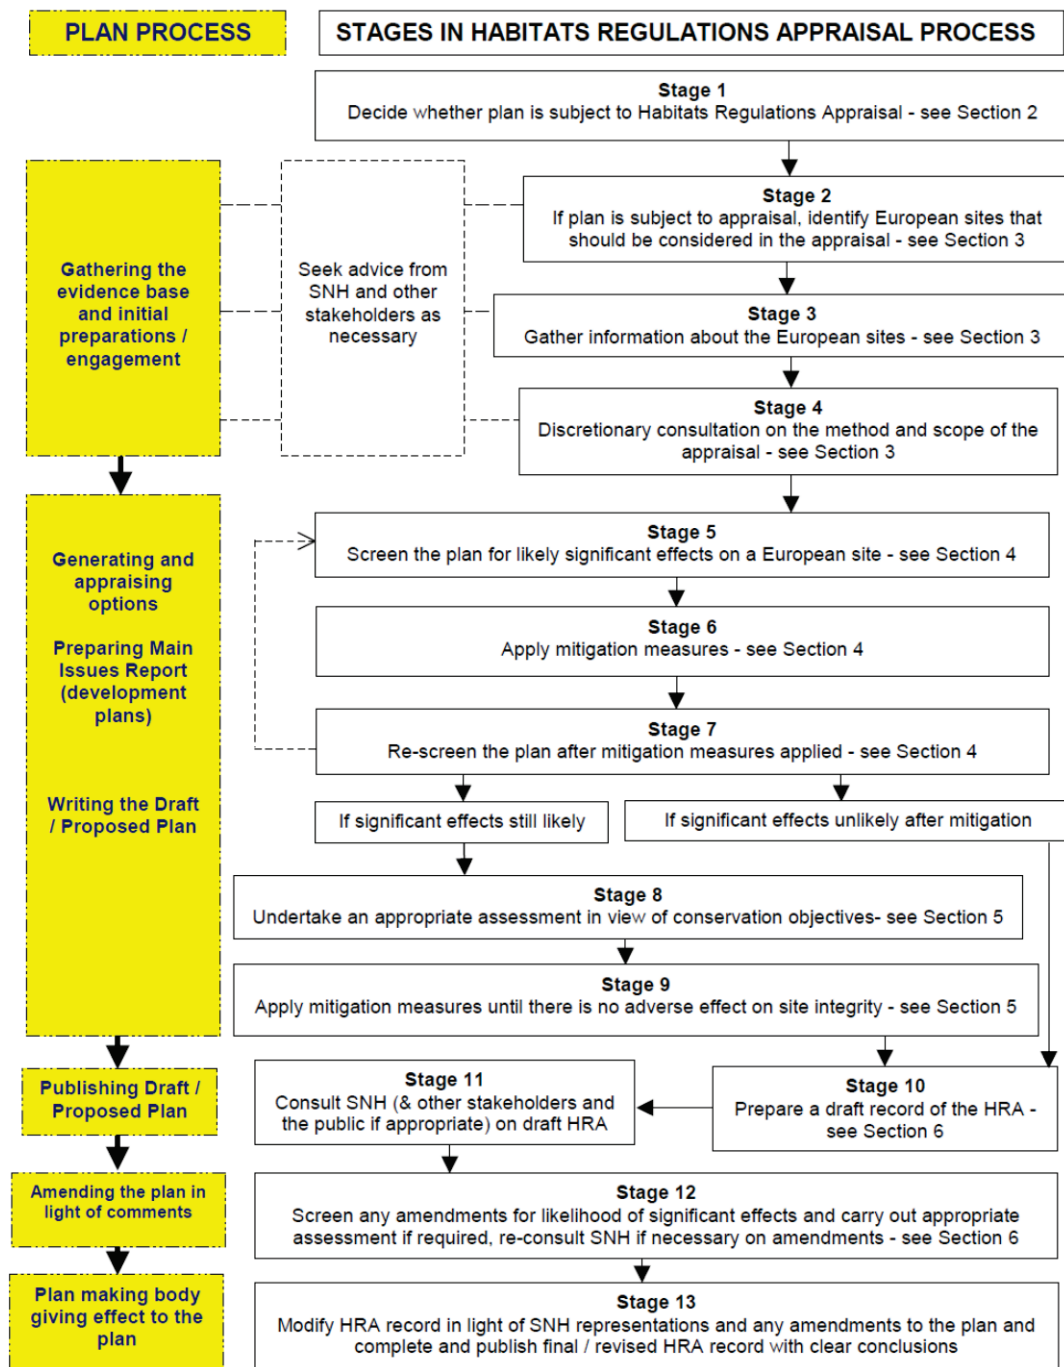 PLAN PROCESS
STAGES IN HABITATS REGULATIONS APPRAISAL PROCESS
Stage 1
Decide whether plan is subject to Habitats Regulations Appraisal - see Section 2
Stage 2
If plan is subject to appraisal, identify European sites that
should be considered in the appraisal - see Section 3
Gathering the
evidence base
and initial
preparations /
engagement
Seek advice from
SNH and other
stakeholders as
necessary
Stage 3
Gather information about the European sites - see Section 3
Stage 4
Discretionary consultation on the method and scope of the
appraisal - see Section 3
Generating and
appraising
options
Preparing Main
Issues Report
(development
plans)
Writing the Draft
/ Proposed Plan
Stage 5
Screen the plan for likely significant effects on a European site - see Section 4
Stage 6
Apply mitigation measures - see Section 4
Stage 7
Re-screen the plan after mitigation measures applied - see Section 4
If significant effects still likely
If significant effects unlikely after mitigation
Stage 8
Undertake an appropriate assessment in view of conservation objectives- see Section 5
Stage 9
Apply mitigation measures until there is no adverse effect on site integrity - see Section 5
Publishing Draft /
Proposed Plan
Stage 11
Consult SNH (& other stakeholders and
the public if appropriate) on draft HRA
Stage 10
Prepare a draft record of the HRA -
see Section 6
Amending the plan in
light of comments
Stage 12
Screen any amendments for likelihood of significant effects and carry out appropriate
assessment if required, re-consult SNH if necessary on amendments - see Section 6
Plan making body
giving effect to the
plan
Stage 13
Modify HRA record in light of SNH representations and any amendments to the plan and
complete and publish final / revised HRA record with clear conclusions